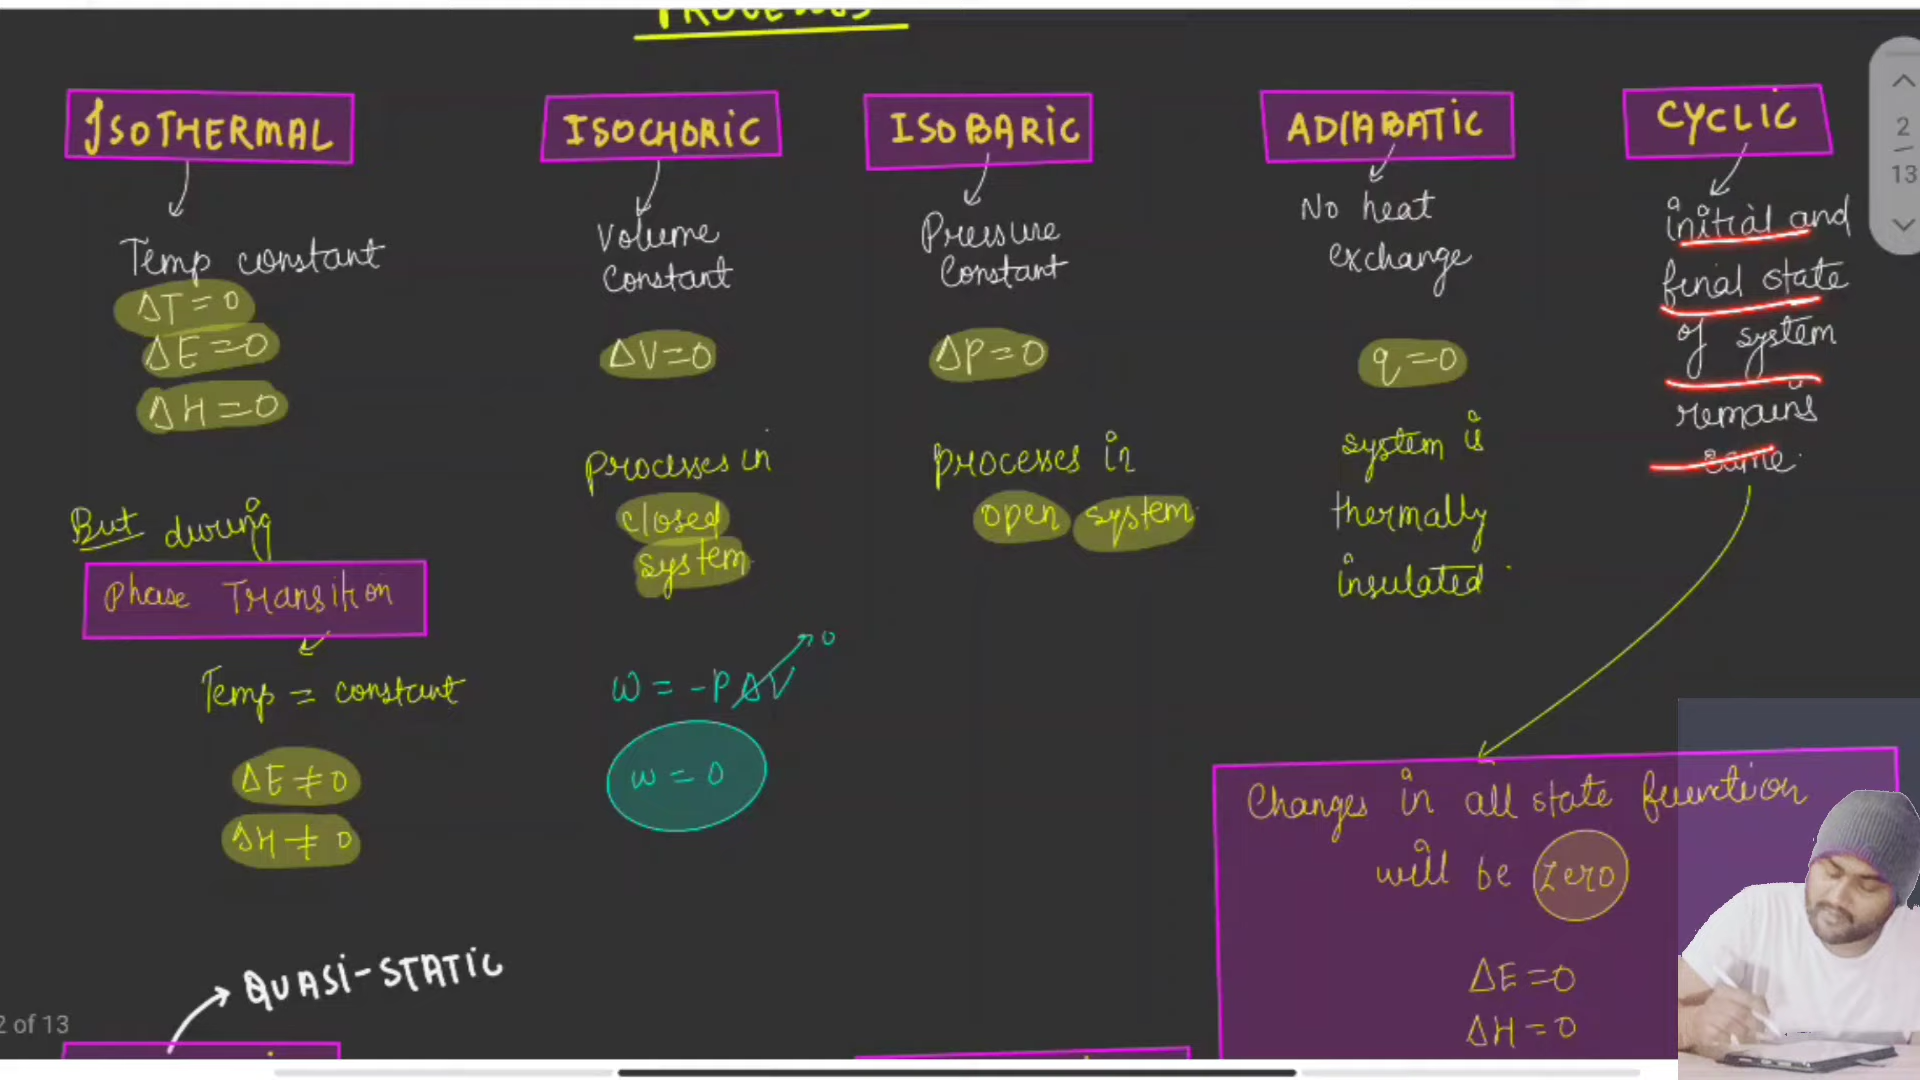 ISOTHERMAL
Temp constant
ΔT = 0
ΔE = 0
ΔH = 0
But during
Phase Transition
Temp = constant
ΔE ≠ 0
ΔH ≠ 0
QUASI-STATIC
ISOCHORIC
Volume
Constant
ΔV = 0
processes in
closed
system
w = -PΔV → 0
w = 0
ISOBARIC
Pressure
Constant
ΔP = 0
processes in
open system
ADIABATIC
No heat
exchange
q = 0
system is
thermally
insulated
CYCLIC
initial and
final state
of system
remains
same.
Changes in all state function
will be zero
ΔE = 0
ΔH = 0
2
13
2 of 13